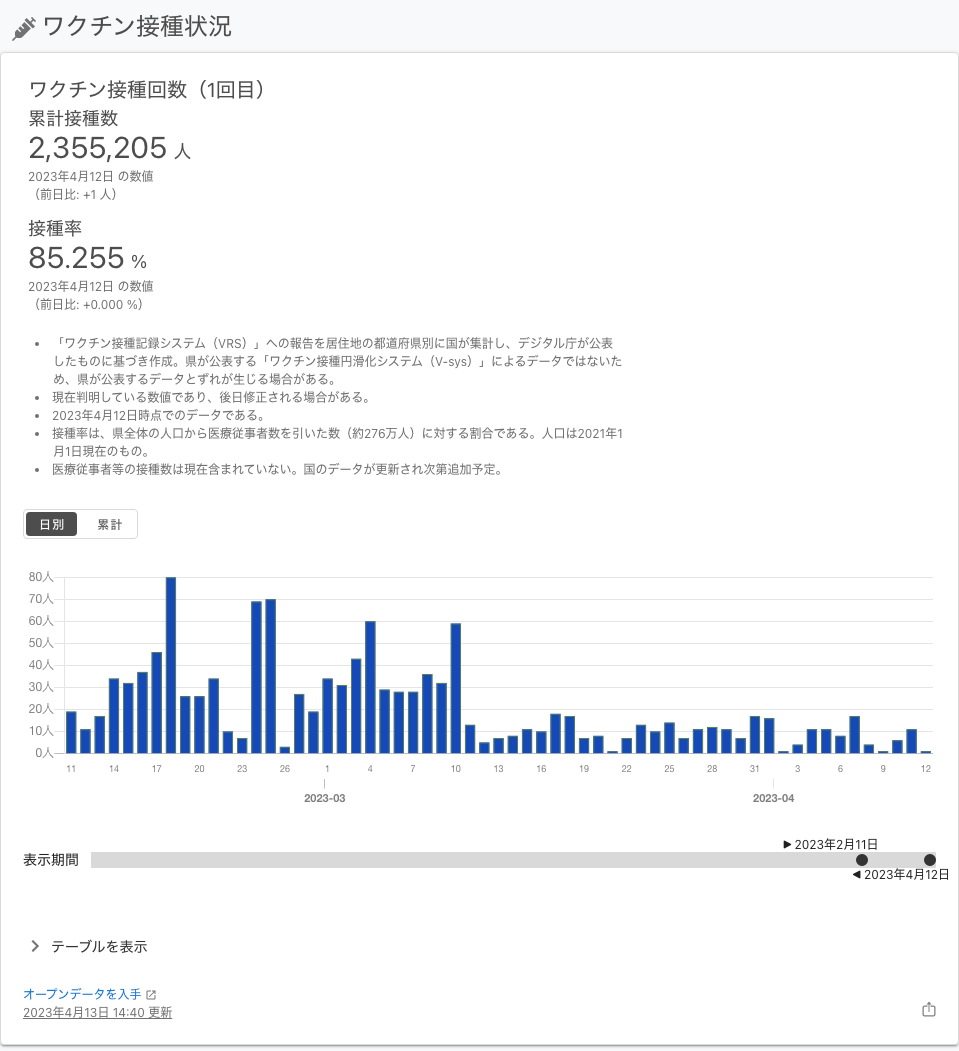 ワクチン接種状況
ワクチン接種回数（1回目）
累計接種数
2,355,205 人
2023年4月12日 の数値
（前日比: +1 人）
接種率
85.255 %
2023年4月12日 の数値
（前日比: +0.000 %）
• 「ワクチン接種記録システム（VRS）」への報告を居住地の都道府県別に国が集計し、デジタル庁が公表
したものに基づき作成。県が公表する「ワクチン接種円滑化システム（V-sys）」によるデータではないた
め、県が公表するデータとずれが生じる場合がある。
• 現在判明している数値であり、後日修正される場合がある。
• 2023年4月12日時点でのデータである。
• 接種率は、県全体の人口から医療従事者数を引いた数（約276万人）に対する割合である。人口は2021年1
月1日現在のもの。
• 医療従事者等の接種数は現在含まれていない。国のデータが更新され次第追加予定。
日別 累計
80人
70人
60人
50人
40人
30人
20人
10人
0人
11 14 17 20 23 26 1 4 7 10 13 16 19 22 25 28 31 3 6 9 12
2023-03 2023-04
▶ 2023年2月11日
表示期間
◀ 2023年4月12日
テーブルを表示
オープンデータを入手
2023年4月13日 14:40 更新